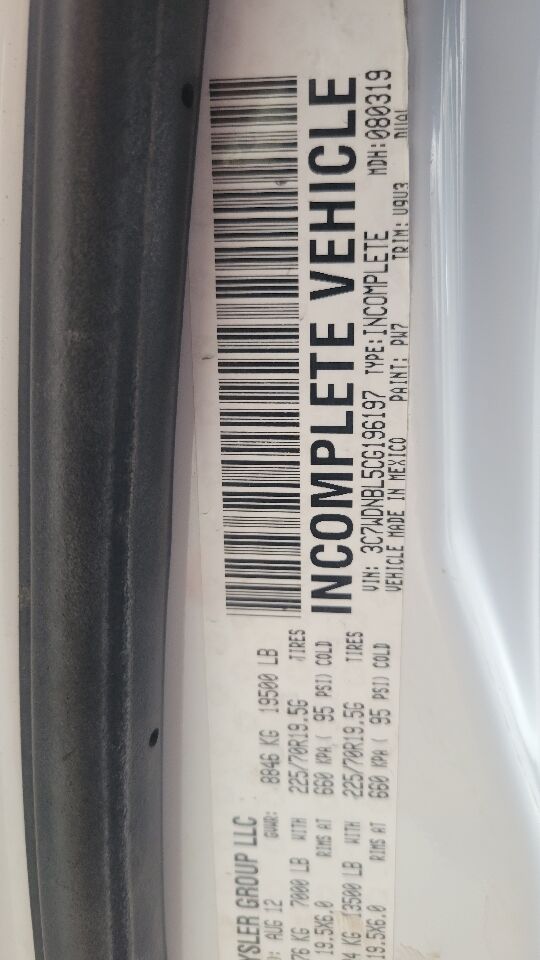 YSLER GROUP LLC
): AUG 12 GVWR: 8846 KG 19500 LB
76 KG 7000 LB WITH 225/70R19.5G TIRES
19.5X6.0 RIMS AT 660 KPA ( 95 PSI) COLD
4 KG 13500 LB WITH 225/70R19.5G TIRES
19.5X6.0 RIMS AT 660 KPA ( 95 PSI) COLD
INCOMPLETE VEHICLE
VIN: 3C7WDNBL5CG196197 TYPE:INCOMPLETE MDH:080319
VEHICLE MADE IN MEXICO PAINT: PW7 TRIM: V9V3 DUAL